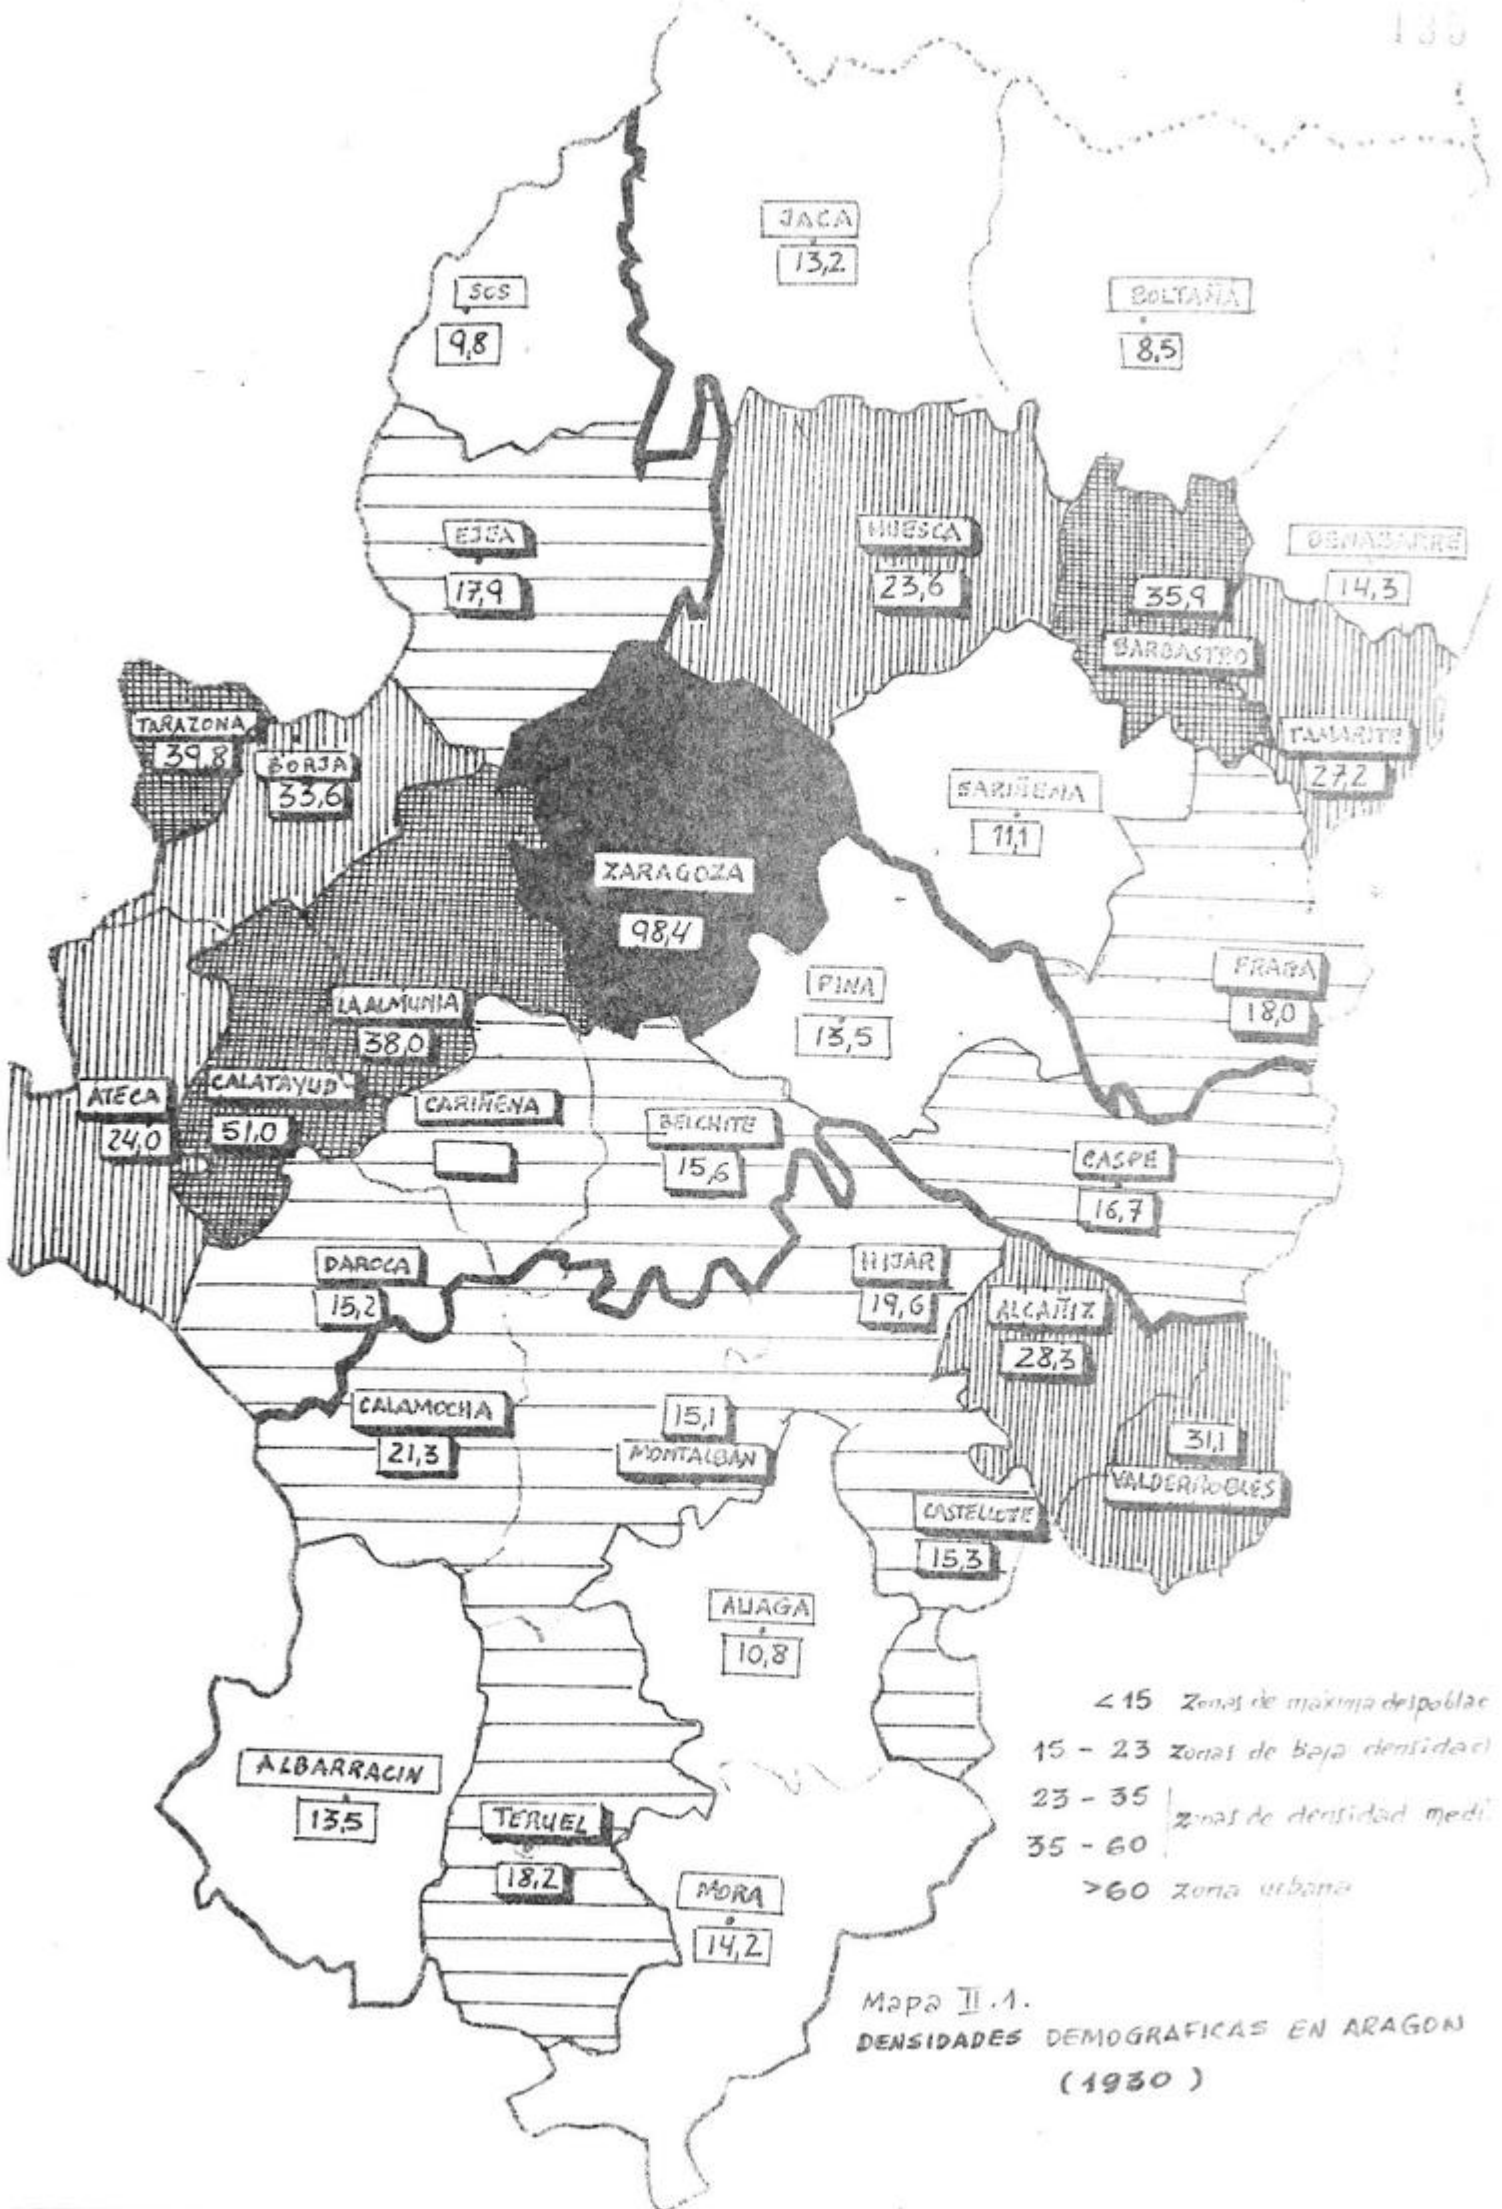 135
JACA
13,2
SOS
9,8
BOLTAÑA
8,5
EJEA
17,9
HUESCA
23,6
BENABARRE
14,3
35,9
BARBASTRO
TARAZONA
39,8
BORJA
33,6
TAMARITE
27,2
SARIÑENA
11,1
ZARAGOZA
98,4
PINA
13,5
FRAGA
18,0
LA ALMUNIA
38,0
ATECA
24,0
CALATAYUD
51,0
CARIÑENA
BELCHITE
15,6
CASPE
16,7
DAROCA
15,2
HIJAR
19,6
ALCAÑIZ
28,3
CALAMOCHA
21,3
15,1
MONTALBAN
31,1
VALDERROBLES
CASTELLOTE
15,3
ALIAGA
10,8
ALBARRACIN
13,5
TERUEL
18,2
MORA
14,2
<15 Zonas de máxima despoblac
15 - 23 Zonas de baja densidad
23 - 35
zonas de densidad medi
35 - 60
>60 zona urbana
Mapa II.1.
DENSIDADES DEMOGRAFICAS EN ARAGON
(1930)